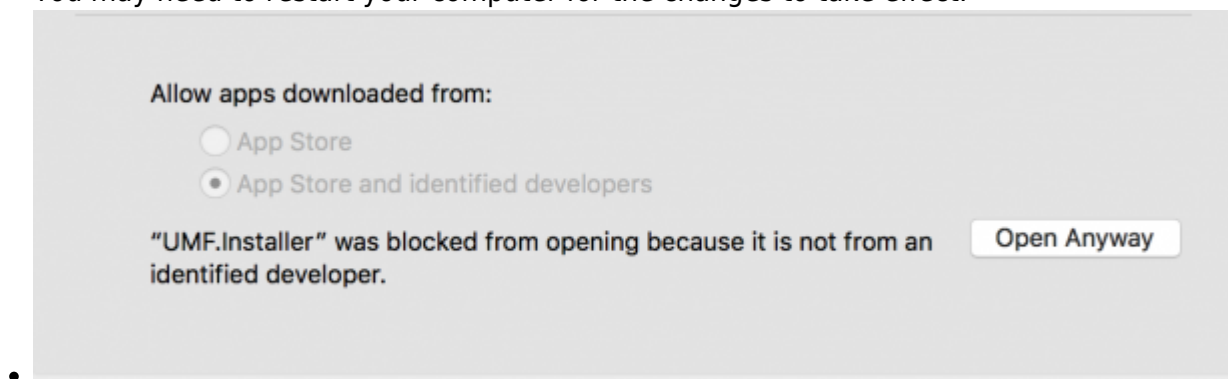 You may need to restart your computer for the changes to take effect.
Allow apps downloaded from:
App Store
App Store and identified developers
“UMF.Installer” was blocked from opening because it is not from an
identified developer.
Open Anyway